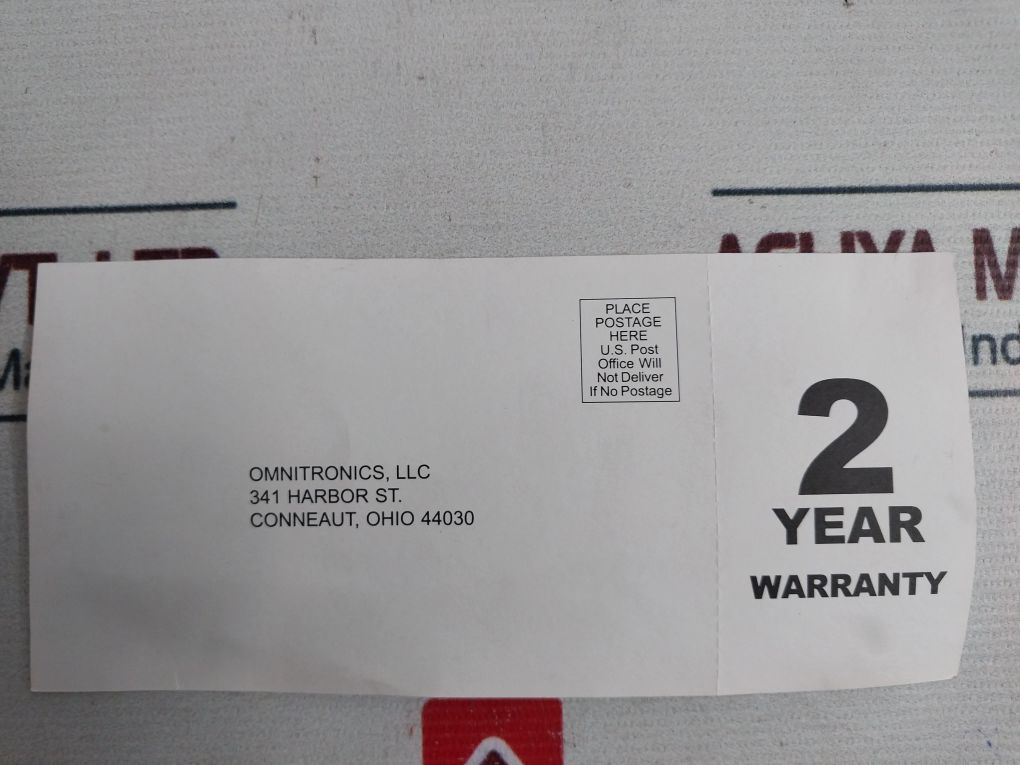 PLACE
POSTAGE
HERE
U.S. Post
Office Will
Not Deliver
If No Postage
OMNITRONICS, LLC
341 HARBOR ST.
CONNEAUT, OHIO 44030
2
YEAR
WARRANTY